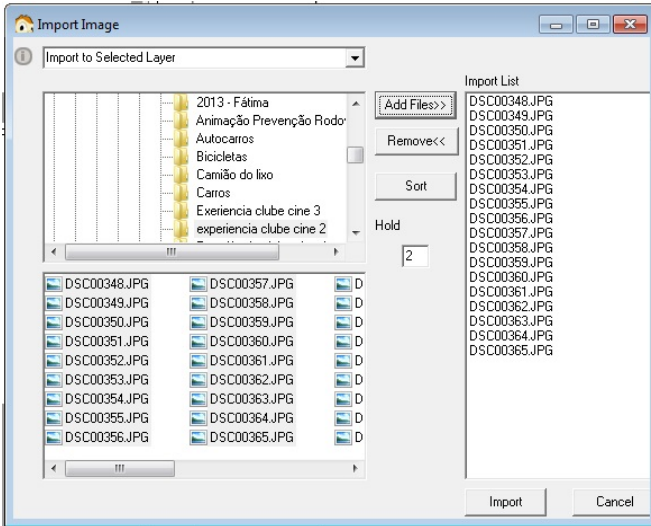 Import Image
Import to Selected Layer
2013 - Fátima
Animação Prevenção Rodo
Autocarros
Bicicletas
Camião do lixo
Carros
Exeriencia clube cine 3
experiencia clube cine 2
Add Files>>
Remove<<
Sort
Hold
2
Import List
DSC00348.JPG
DSC00349.JPG
DSC00350.JPG
DSC00351.JPG
DSC00352.JPG
DSC00353.JPG
DSC00354.JPG
DSC00355.JPG
DSC00356.JPG
DSC00357.JPG
DSC00358.JPG
DSC00359.JPG
DSC00360.JPG
DSC00361.JPG
DSC00362.JPG
DSC00363.JPG
DSC00364.JPG
DSC00365.JPG
DSC00348.JPG DSC00357.JPG D
DSC00349.JPG DSC00358.JPG D
DSC00350.JPG DSC00359.JPG D
DSC00351.JPG DSC00360.JPG D
DSC00352.JPG DSC00361.JPG D
DSC00353.JPG DSC00362.JPG D
DSC00354.JPG DSC00363.JPG D
DSC00355.JPG DSC00364.JPG D
DSC00356.JPG DSC00365.JPG D
Import
Cancel